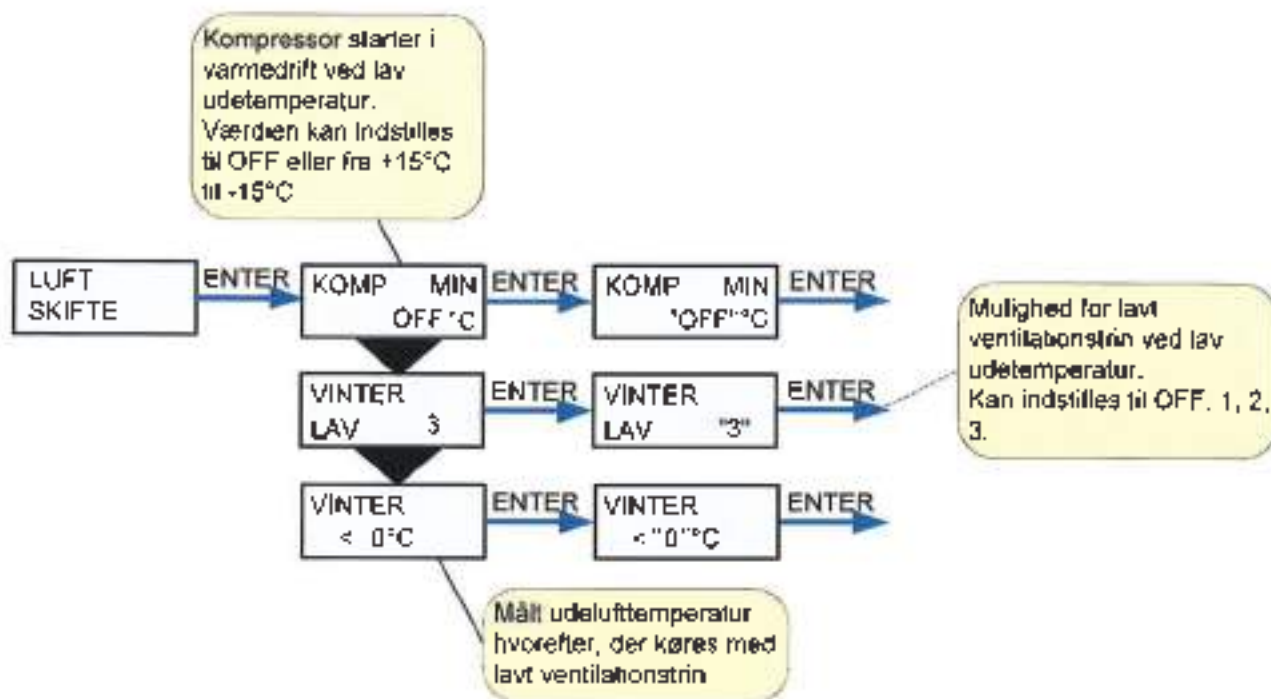 Kompressor starter i
varmedrift ved lav
udetemperatur.
Værdien kan indstilles
til OFF eller fra +15°C
til -15°C
LUFT
SKIFTE
ENTER
KOMP MIN
OFF °C
ENTER
KOMP MIN
"OFF"°C
ENTER
VINTER
LAV 3
ENTER
VINTER
LAV "3"
ENTER
Mulighed for lavt
ventilationstrin ved lav
udetemperatur.
Kan indstilles til OFF. 1, 2,
3.
VINTER
< 0°C
ENTER
VINTER
< "0"°C
ENTER
Målt udelufttemperatur
hvorefter, der køres med
lavt ventilationstrin